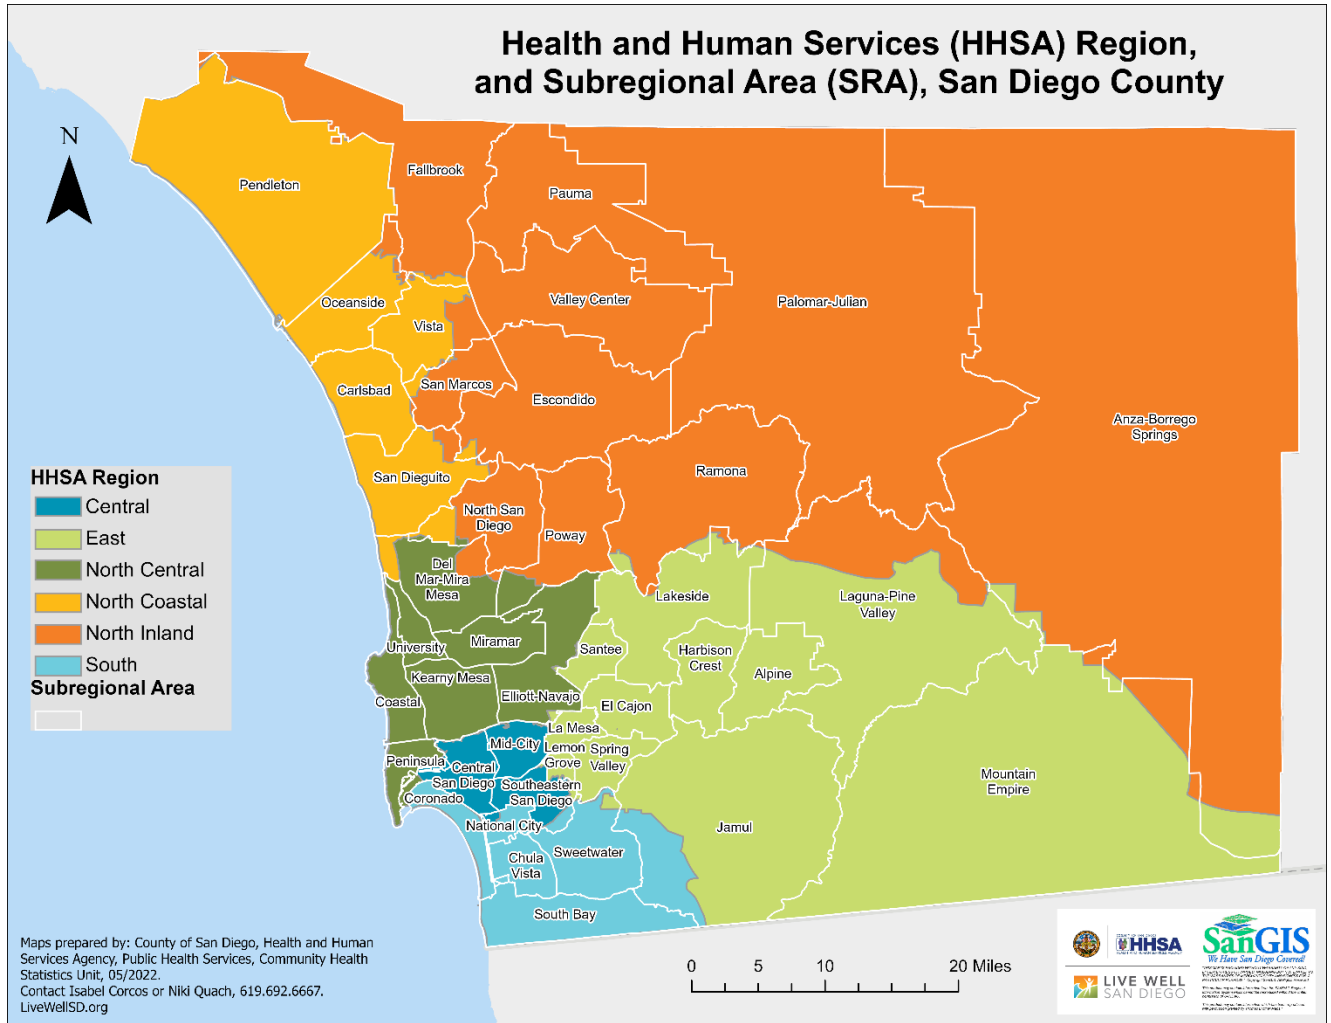 Health and Human Services (HHSA) Region,
and Subregional Area (SRA), San Diego County
N
Pendleton
Fallbrook
Pauma
Oceanside
Vista
Valley Center
Palomar-Julian
Carlsbad
San Marcos
Escondido
Anza-Borrego
Springs
San Dieguito
Ramona
North San
Diego
Poway
HHSA Region
Central
East
North Central
North Coastal
North Inland
South
Subregional Area
Del
Mar-Mira
Mesa
Lakeside
Laguna-Pine
Valley
University
Miramar
Santee
Harbison
Crest
Alpine
Kearny Mesa
Coastal
Elliott-Navajo
El Cajon
La Mesa
Mid-City
Lemon
Grove
Spring
Valley
Peninsula
Central
San Diego
Southeastern
San Diego
Coronado
National City
Mountain
Empire
Jamul
Chula
Vista
Sweetwater
South Bay
Maps prepared by: County of San Diego, Health and Human
Services Agency, Public Health Services, Community Health
Statistics Unit, 05/2022.
Contact Isabel Corcos or Niki Quach, 619.692.6667.
LiveWellSD.org
0 5 10 20 Miles
HHSA
LIVE WELL
SAN DIEGO
SanGIS
We Have San Diego Covered!